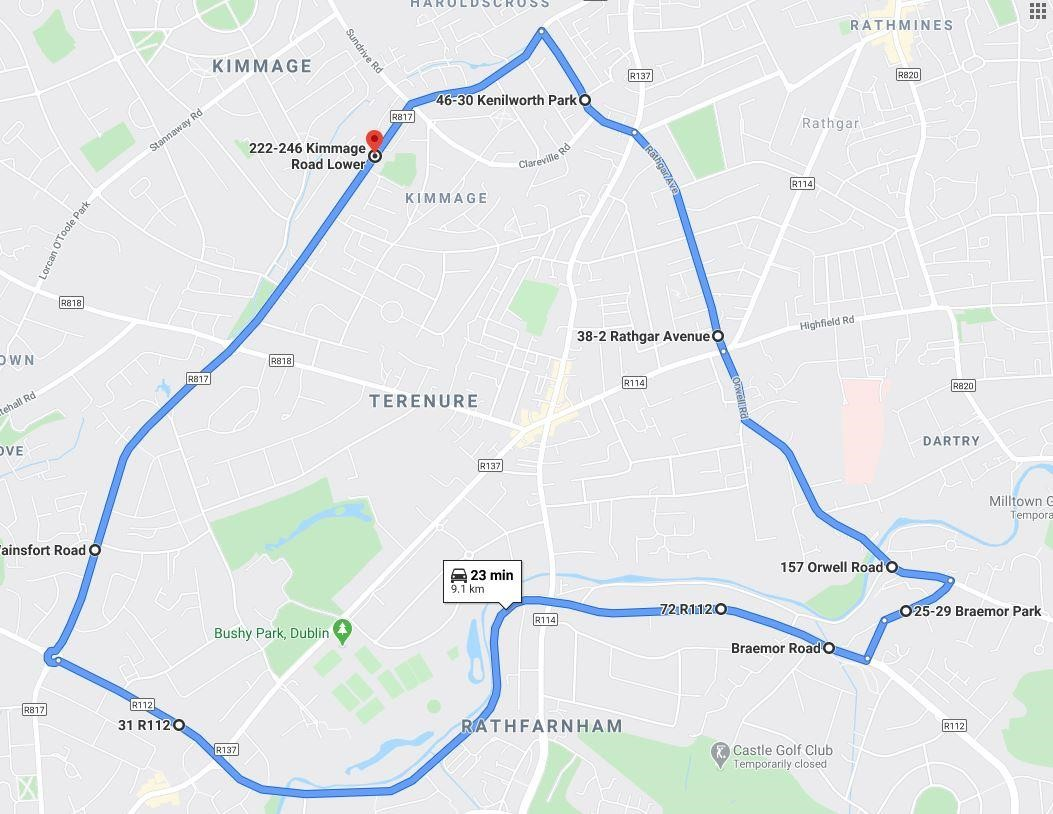 HAROLDSCROSS
RATHMINES
KIMMAGE
Sundrive Rd
R137
R820
46-30 Kenilworth Park
R817
Stannaway Rd
Rathgar
222-246 Kimmage
Road Lower
Clareville Rd
Rathgar Ave
R114
KIMMAGE
Lorcan O'Toole Park
R818
38-2 Rathgar Avenue
Highfield Rd
OWN
R818
R817
R114
Orwell Rd
R820
TERENURE
tehall Rd
DARTRY
OVE
R137
Milltown G
Tempora
ainsfort Road
157 Orwell Road
23 min
9.1 km
72 R112
25-29 Braemor Park
R114
Bushy Park, Dublin
Braemor Road
R817
R112
31 R112
RATHFARNHAM
R112
R137
Castle Golf Club
Temporarily closed